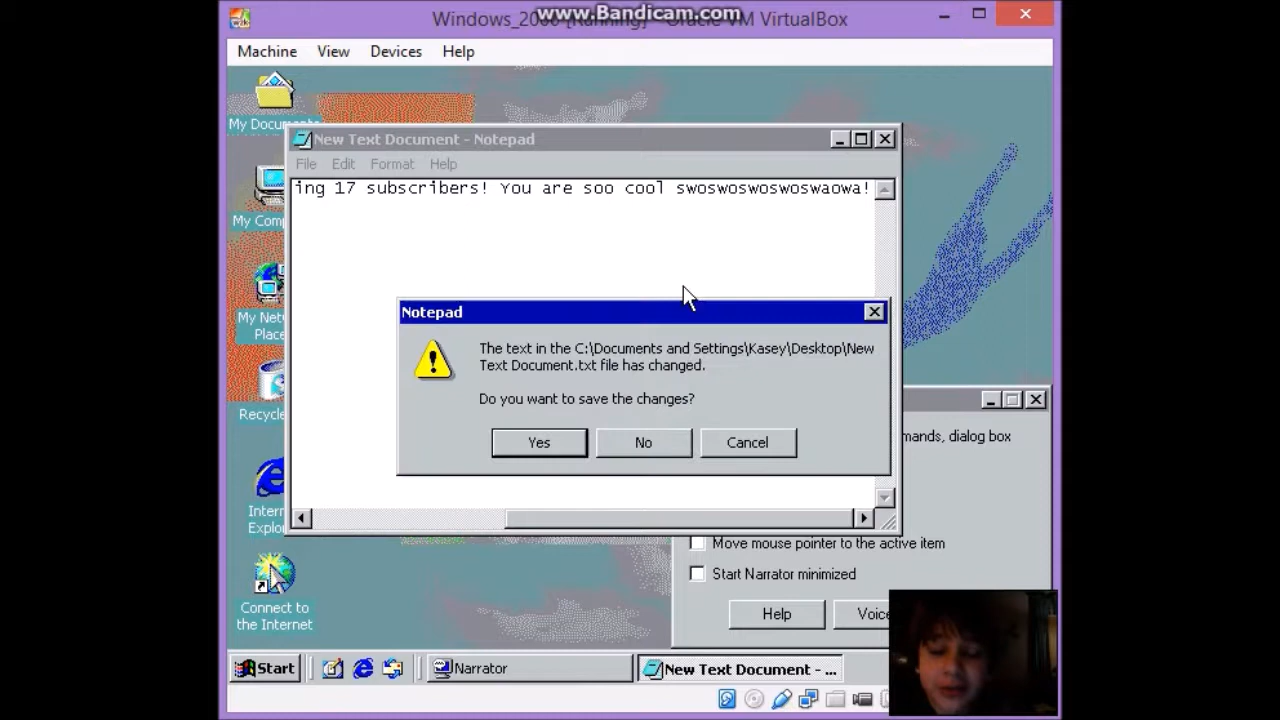 www.Bandicam.com
Windows_2000 [Running] - Oracle VM VirtualBox
Machine View Devices Help
My Documents
New Text Document - Notepad
File Edit Format Help
ing 17 subscribers! You are soo cool swoswoswoswoswaowa!
My Comp
Notepad
The text in the C:\Documents and Settings\Kasey\Desktop\New
Text Document.txt file has changed.
Do you want to save the changes?
Yes No Cancel
My Net
Place
Recycle
mands, dialog box
Intern
Explo
Move mouse pointer to the active item
Start Narrator minimized
Connect to
the Internet
Help Voice
Start Narrator New Text Document - ...